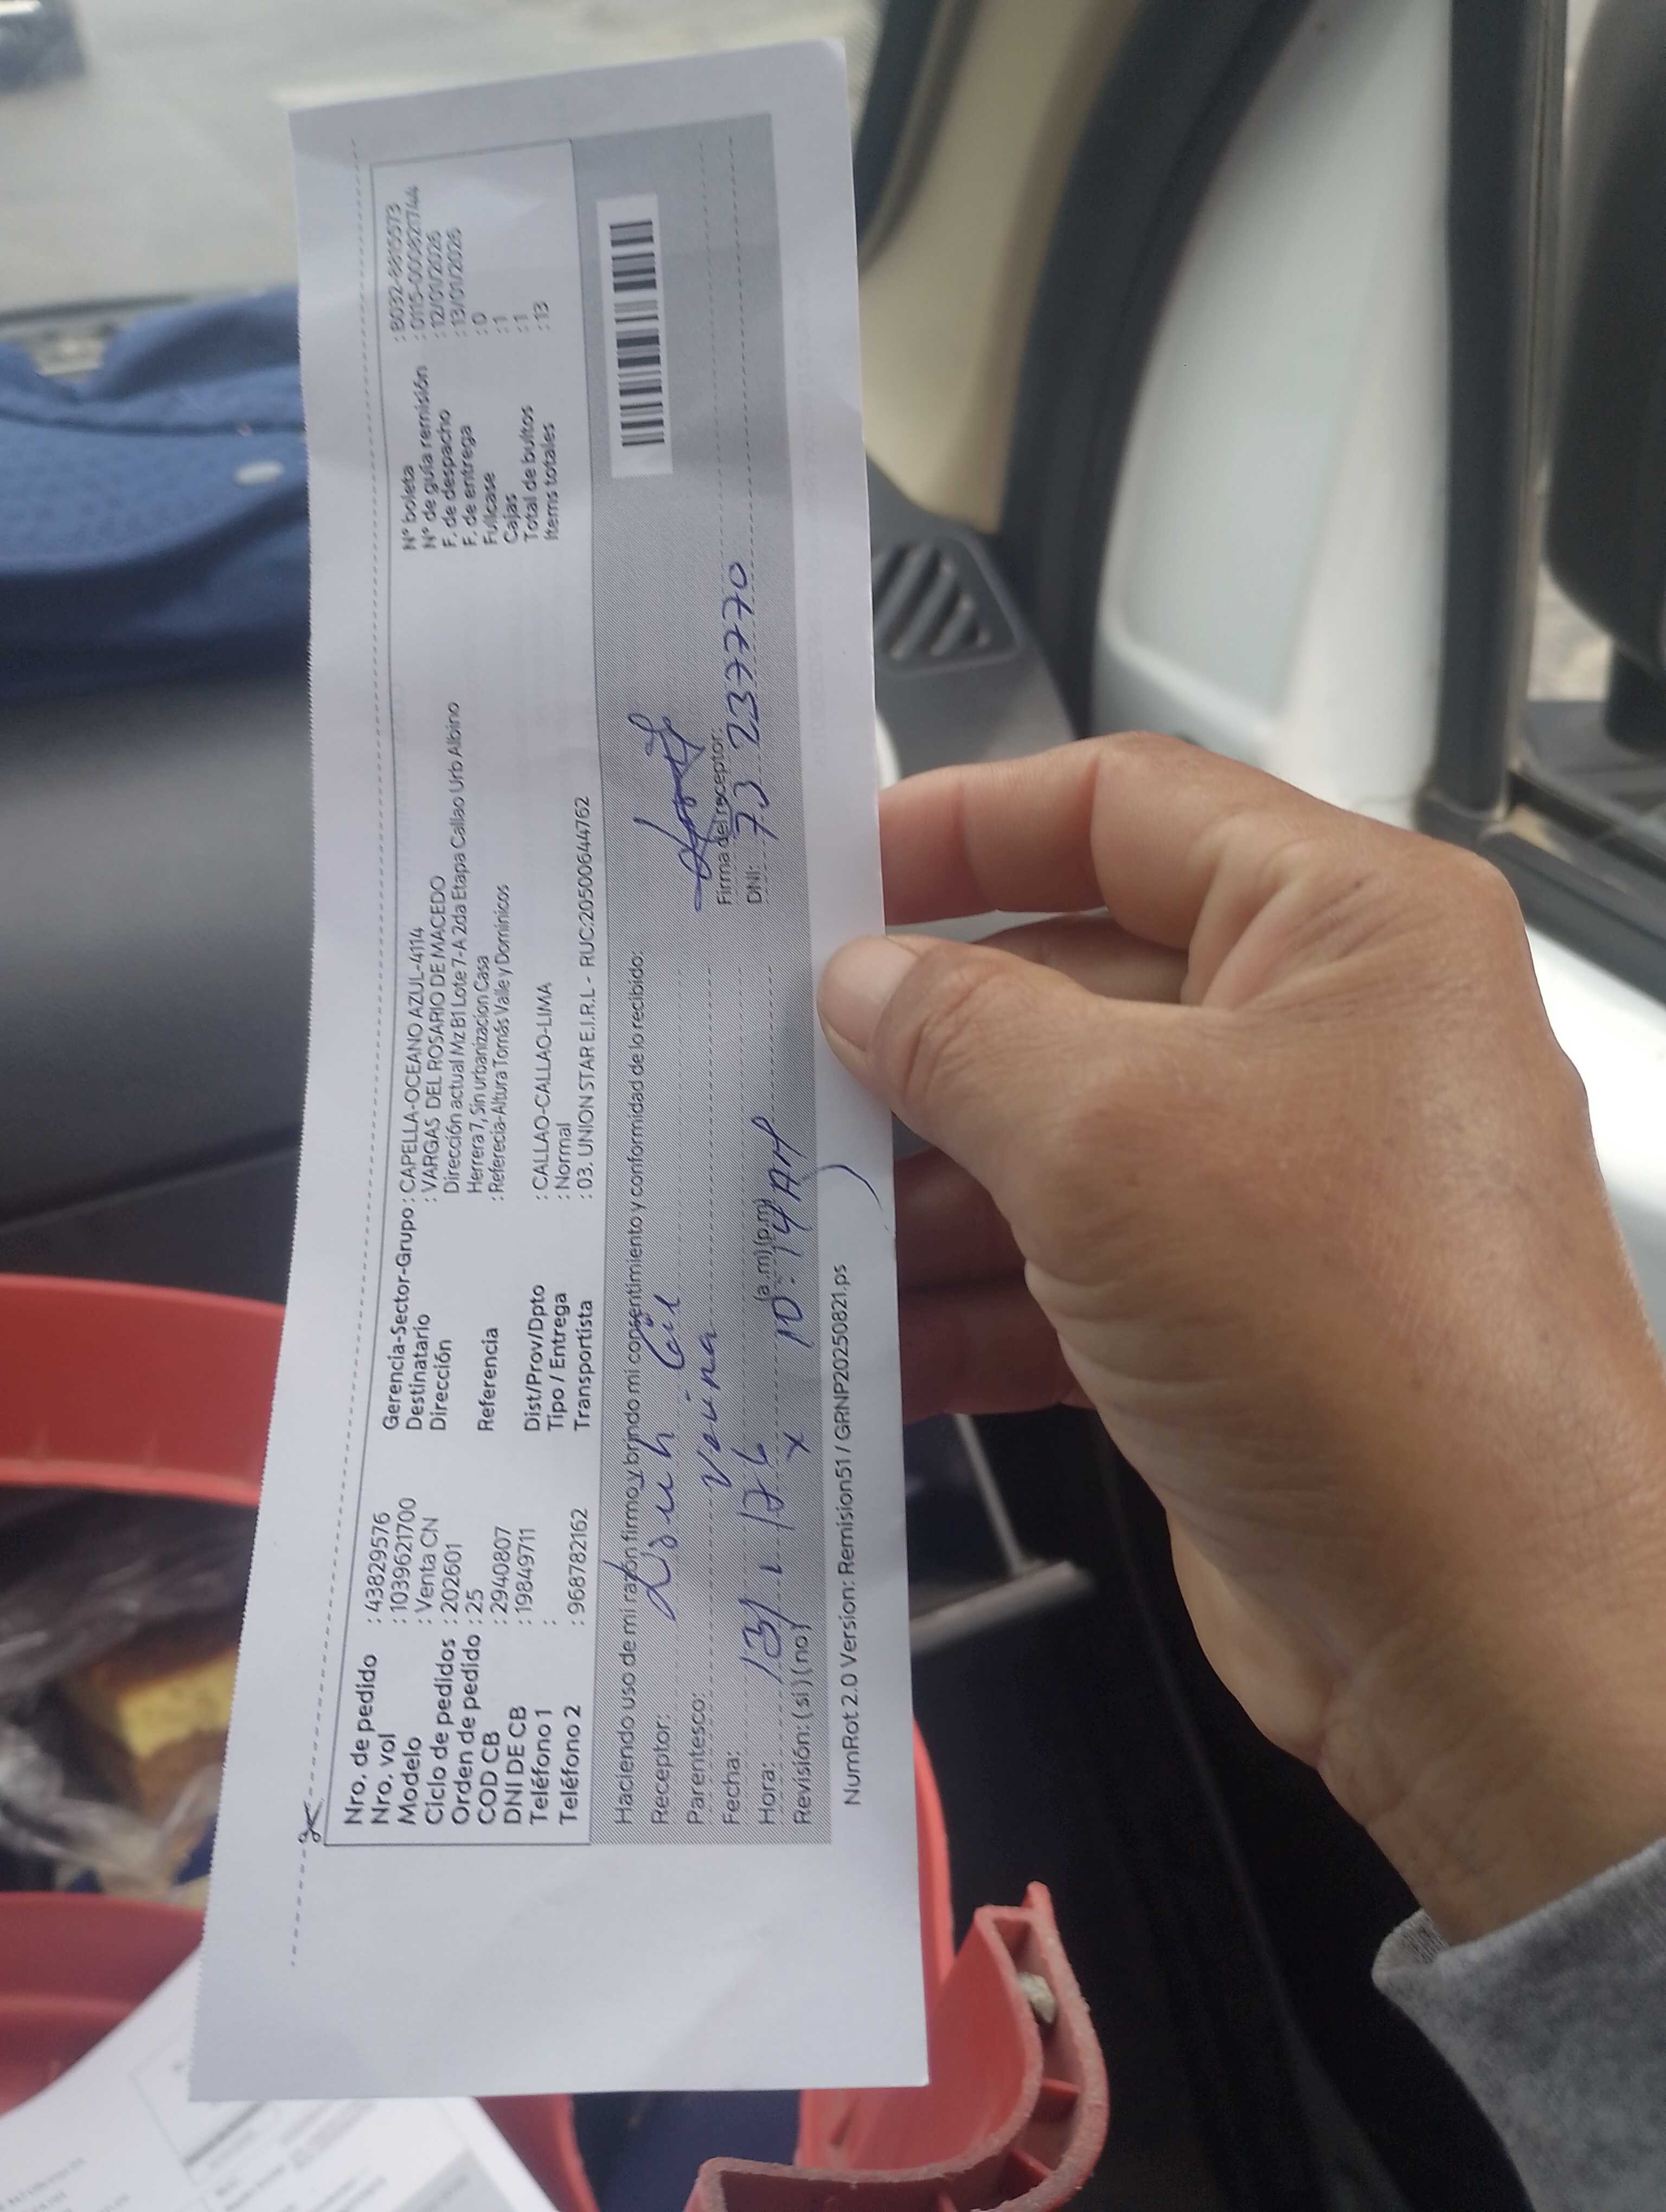 Nro. de pedido : 43829576
Nro. vol : 1039621700
Modelo : Venta CN
Ciclo de pedidos : 202601
Orden de pedido : 25
COD CB : 2940807
DNI DE CB : 19849711
Teléfono 1 :
Teléfono 2 : 968782162
Gerencia-Sector-Grupo : CAPELLA-OCEANO AZUL-4114
Destinatario : VARGAS DEL ROSARIO DE MACEDO
Dirección Dirección actual Mz B1 Lote 7-A 2da Etapa Callao Urb Albino
Herrera 7, Sin urbanizacion Casa
Referencia : Referecia-Altura Tomás Valle y Dominicos
Dist/Prov/Dpto : CALLAO-CALLAO-LIMA
Tipo / Entrega : Normal
Transportista : 03. UNION STAR E.I.R.L - RUC:20500644762
N° boleta : B032-8815573
N° de guía remisión : 0115-0008217744
F. de despacho : 12/01/2026
F. de entrega : 13/01/2026
Fullcase : 0
Cajas : 1
Total de bultos : 1
Items totales : 13
Haciendo uso de mi razón firmo y brindo mi consentimiento y conformidad de lo recibido:
Receptor:
Parentesco:
Fecha: 13/
Hora: 10:14 AM (a.m) (p.m)
Revisión: ( si ) ( no ) x
Firma del receptor:
DNI: 73237770
NumRot 2.0 Version: Remision51 / GRNP20250821.ps